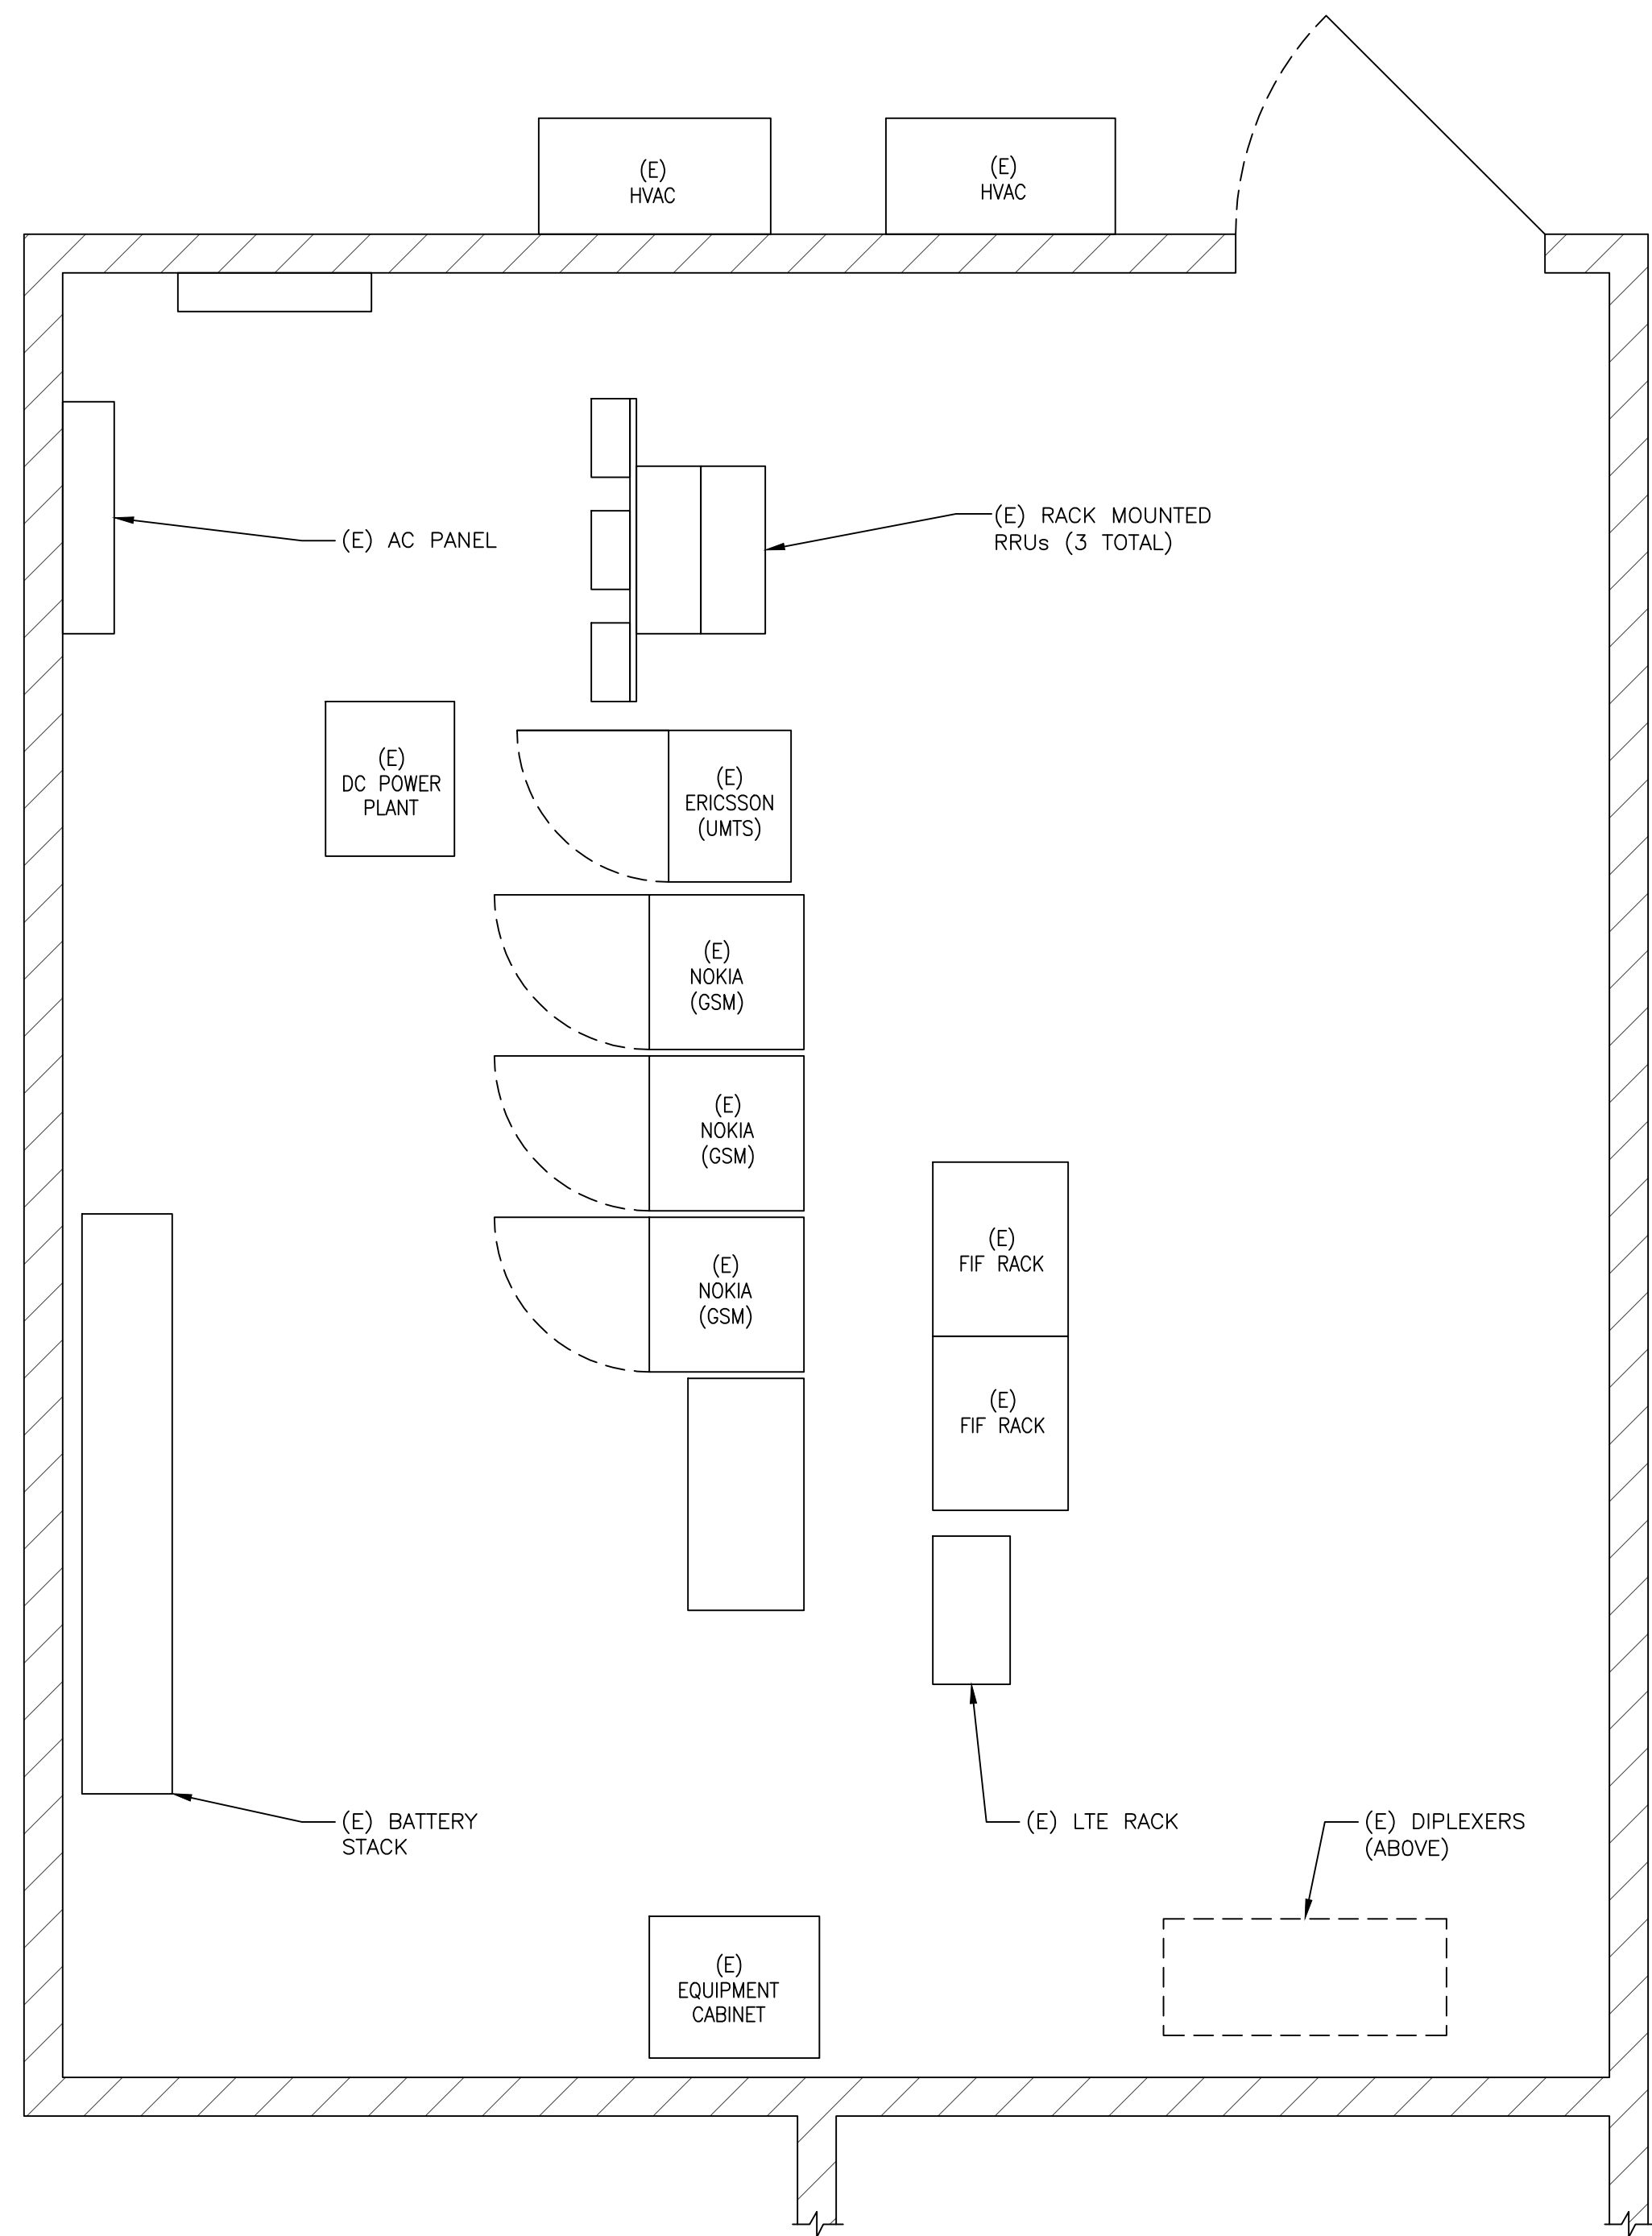 (E)
HVAC
(E)
HVAC
(E) RACK MOUNTED
RRUs (3 TOTAL)
(E) AC PANEL
(E)
DC POWER
PLANT
(E)
ERICSSON
(UMTS)
(E)
NOKIA
(GSM)
(E)
NOKIA
(GSM)
(E)
NOKIA
(GSM)
(E)
FIF RACK
(E)
FIF RACK
(E) BATTERY
STACK
(E) LTE RACK
(E) DIPLEXERS
(ABOVE)
(E)
EQUIPMENT
CABINET